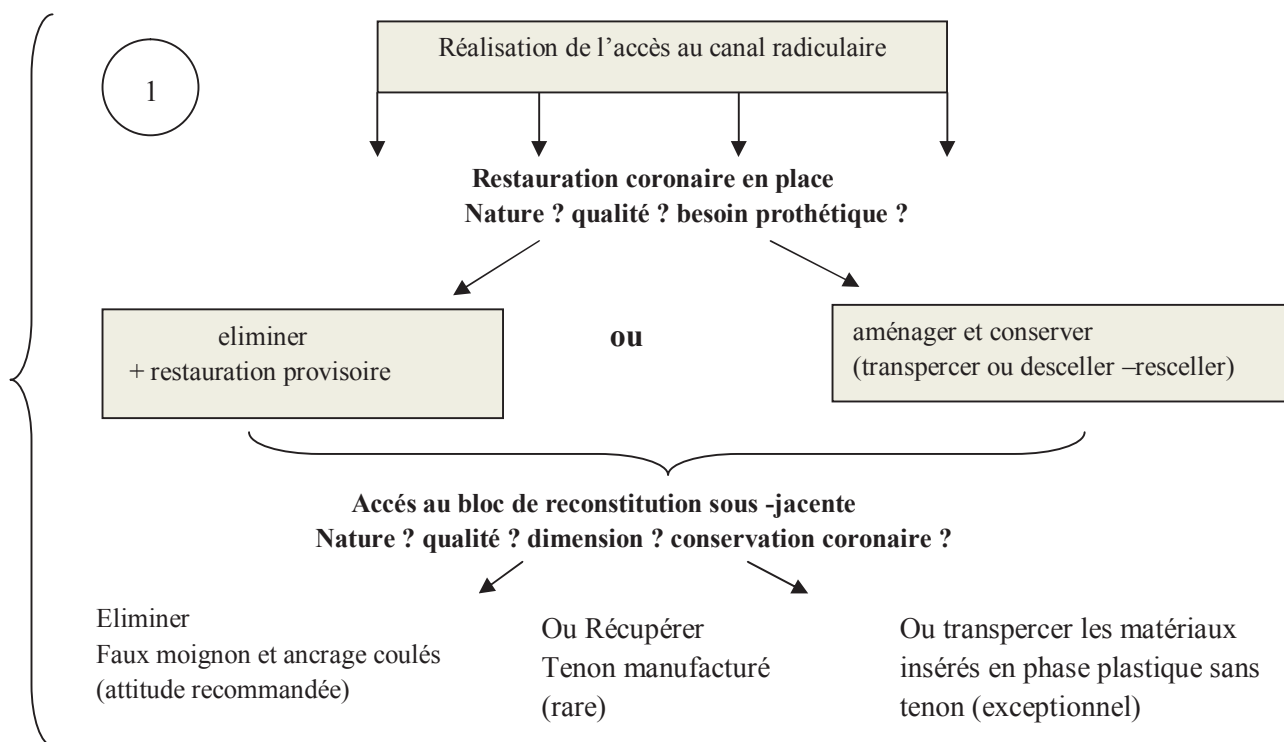 Réalisation de l’accès au canal radiculaire
1
Restauration coronaire en place
Nature ? qualité ? besoin prothétique ?
eliminer
+ restauration provisoire
ou
aménager et conserver
(transpercer ou desceller –resceller)
Accés au bloc de reconstitution sous -jacente
Nature ? qualité ? dimension ? conservation coronaire ?
Eliminer
Faux moignon et ancrage coulés
(attitude recommandée)
Ou Récupérer
Tenon manufacturé
(rare)
Ou transpercer les matériaux
insérés en phase plastique sans
tenon (exceptionnel)